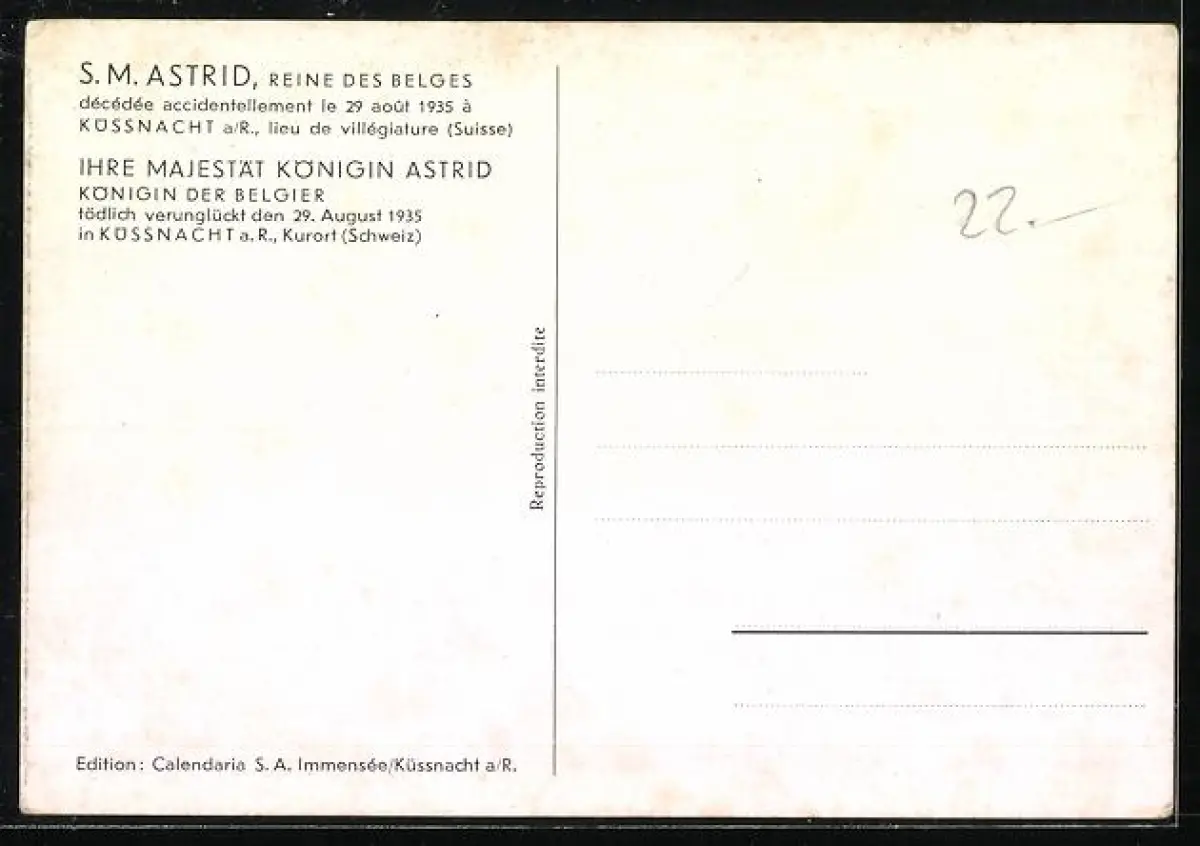 S. M. ASTRID, REINE DES BELGES
décédée accidentellement le 29 août 1935 à
KÜSSNACHT a/R., lieu de villégiature (Suisse)
IHRE MAJESTÄT KÖNIGIN ASTRID
KÖNIGIN DER BELGIER
tödlich verunglückt den 29. August 1935
in KÜSSNACHT a. R., Kurort (Schweiz)
22.—
Reproduction interdite
Edition: Calendaria S. A. Immensée/Küssnacht a/R.